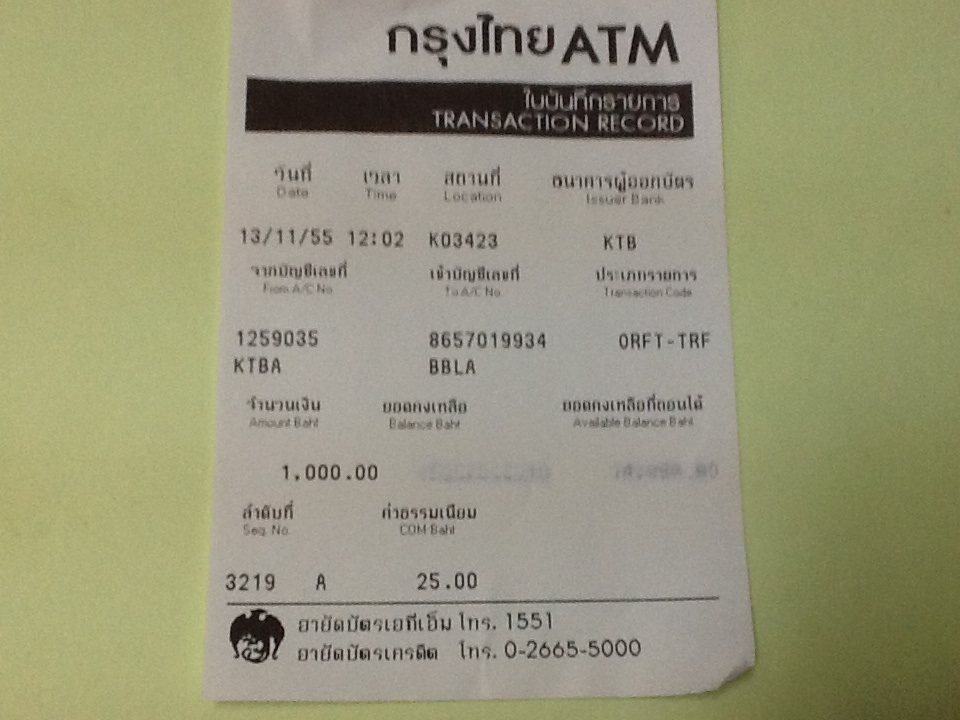 กรุงไทย ATM
ใบบันทึกรายการ
TRANSACTION RECORD
วันที่ เวลา สถานที่ ธนาคารผู้ออกบัตร
Date Time Location Issuer Bank
13/11/55 12:02 K03423 KTB
จากบัญชีเลขที่ เข้าบัญชีเลขที่ ประเภทรายการ
From A/C No. To A/C No. Transaction Code
1259035 8657019934 ORFT-TRF
KTBA BBLA
จำนวนเงิน ยอดคงเหลือ ยอดคงเหลือที่ถอนได้
Amount Baht Balance Baht Available Balance Baht
1,000.00
ลำดับที่ ค่าธรรมเนียม
Seq. No. COM Baht
3219 A 25.00
อายัดบัตรเอทีเอ็ม โทร. 1551
อายัดบัตรเครดิต โทร. 0-2665-5000